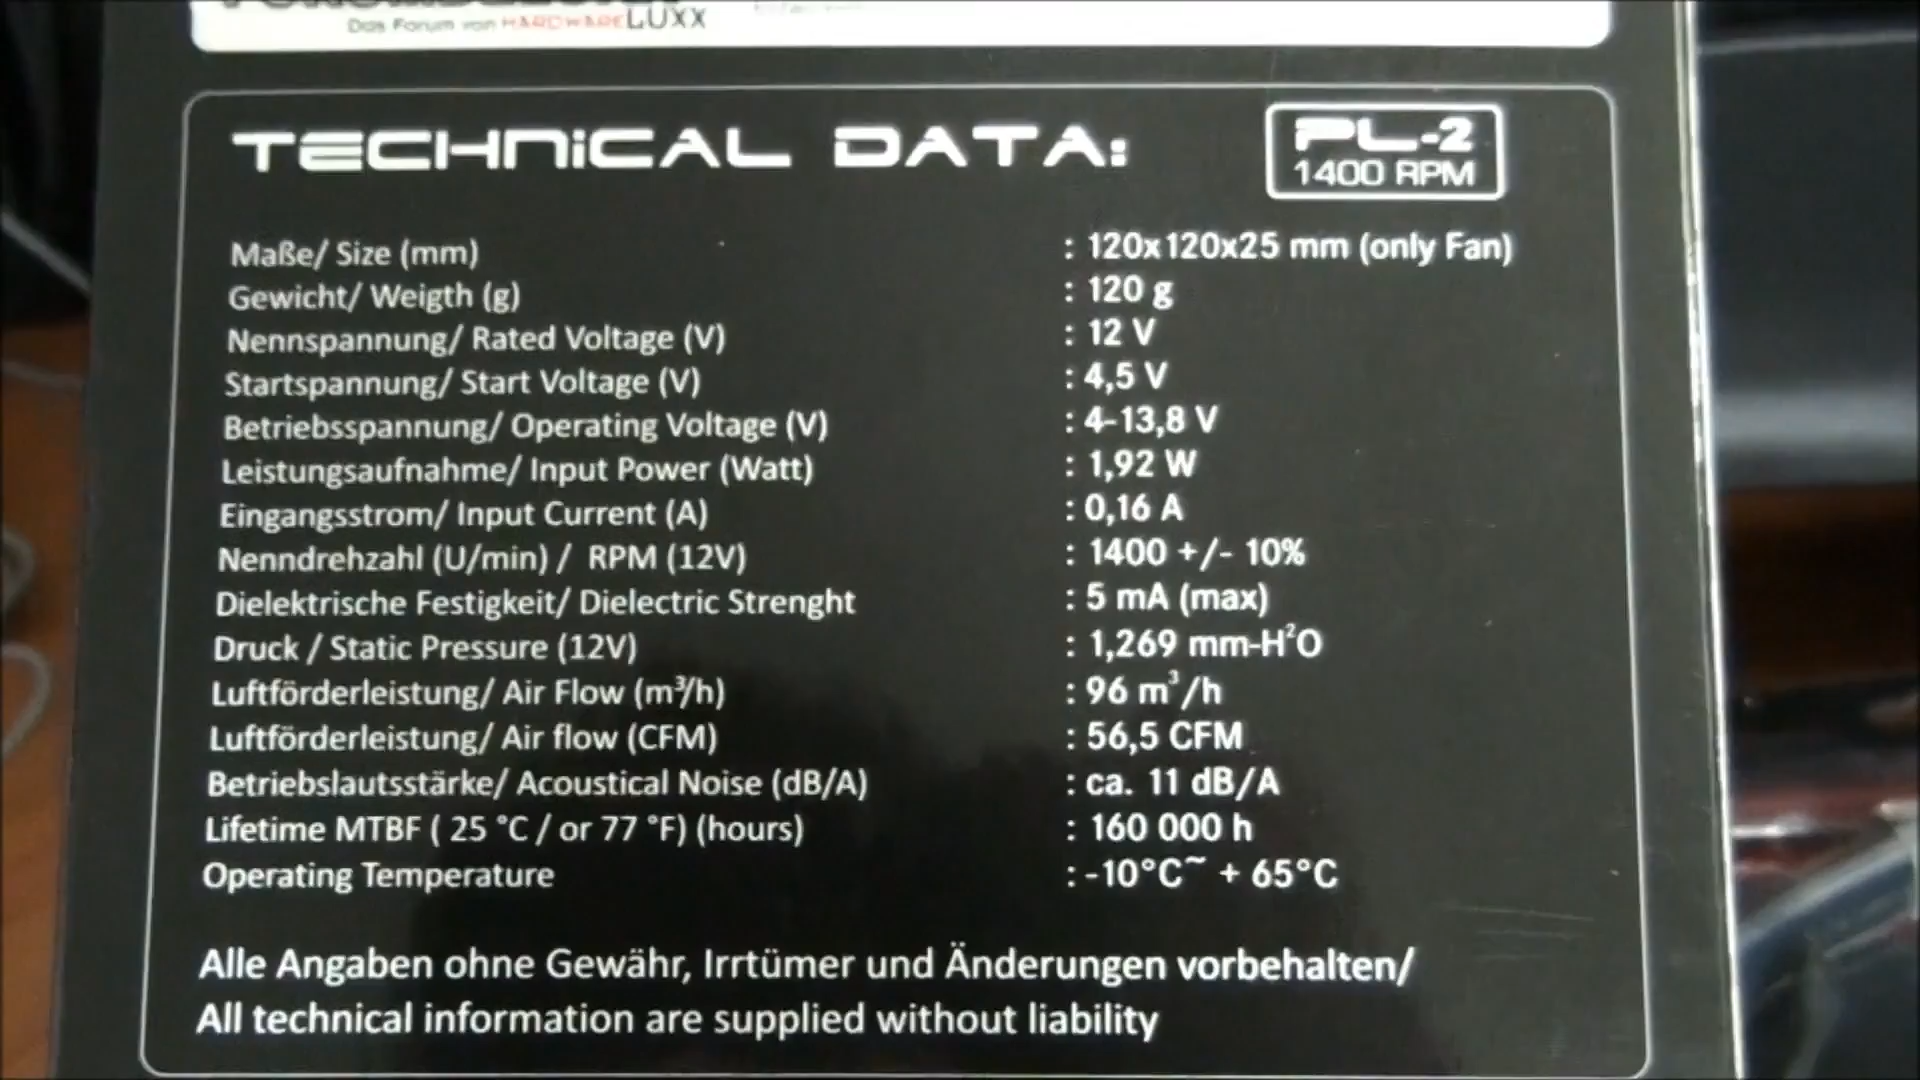 Das Forum von HARDWARELUXX
TECHNiCAL DATA:
PL-2
1400 RPM
Maße/ Size (mm) : 120x120x25 mm (only Fan)
Gewicht/ Weigth (g) : 120 g
Nennspannung/ Rated Voltage (V) : 12 V
Startspannung/ Start Voltage (V) : 4,5 V
Betriebsspannung/ Operating Voltage (V) : 4-13,8 V
Leistungsaufnahme/ Input Power (Watt) : 1,92 W
Eingangsstrom/ Input Current (A) : 0,16 A
Nenndrehzahl (U/min) / RPM (12V) : 1400 +/- 10%
Dielektrische Festigkeit/ Dielectric Strenght : 5 mA (max)
Druck / Static Pressure (12V) : 1,269 mm-H²O
Luftförderleistung/ Air Flow (m³/h) : 96 m³/h
Luftförderleistung/ Air flow (CFM) : 56,5 CFM
Betriebslautsstärke/ Acoustical Noise (dB/A) : ca. 11 dB/A
Lifetime MTBF ( 25 °C / or 77 °F) (hours) : 160 000 h
Operating Temperature : -10°C~ + 65°C
Alle Angaben ohne Gewähr, Irrtümer und Änderungen vorbehalten/
All technical information are supplied without liability